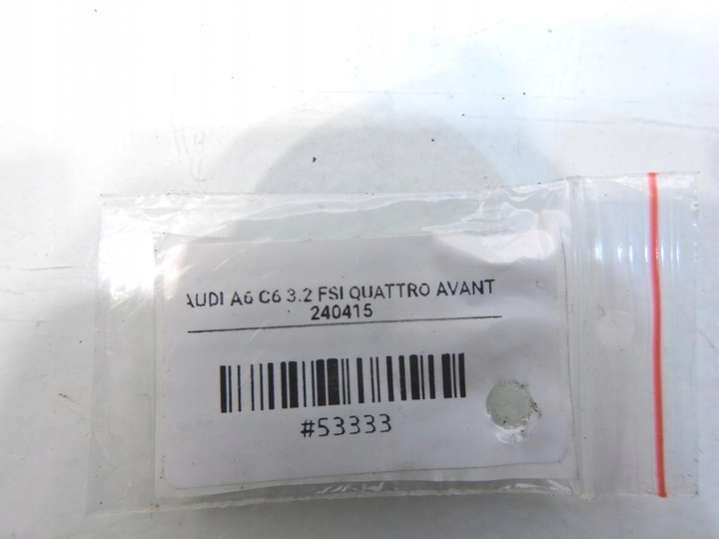 AUDI A6 C6 3.2 FSI QUATTRO AVANT
240415
#53333